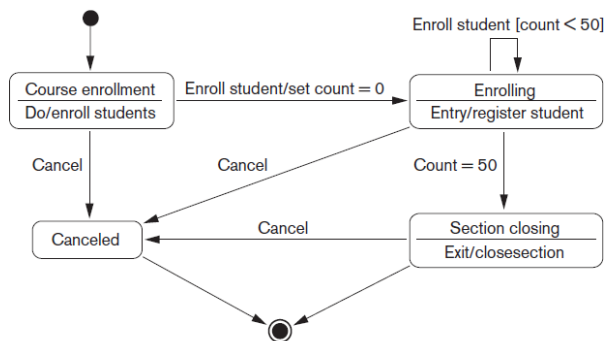 Enroll student [count < 50]
Course enrollment
Do/enroll students
Enroll student/set count = 0
Enrolling
Entry/register student
Cancel
Cancel
Count = 50
Canceled
Cancel
Section closing
Exit/closesection